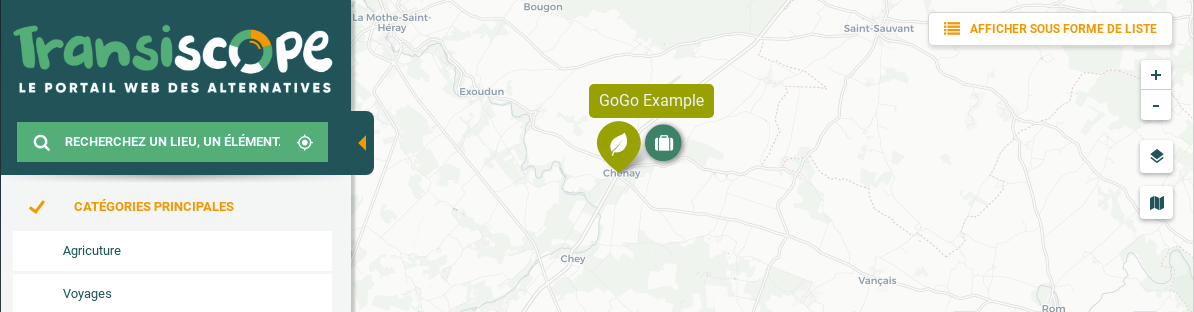 Transiscope
LE PORTAIL WEB DES ALTERNATIVES
RECHERCHEZ UN LIEU, UN ÉLÉMENT.
CATÉGORIES PRINCIPALES
Agricuture
Voyages
La Mothe-Saint-
Héray
Bougon
Saint-Sauvant
AFFICHER SOUS FORME DE LISTE
+
-
Exoudun
GoGo Example
Chenay
Chey
Vançais
Rom